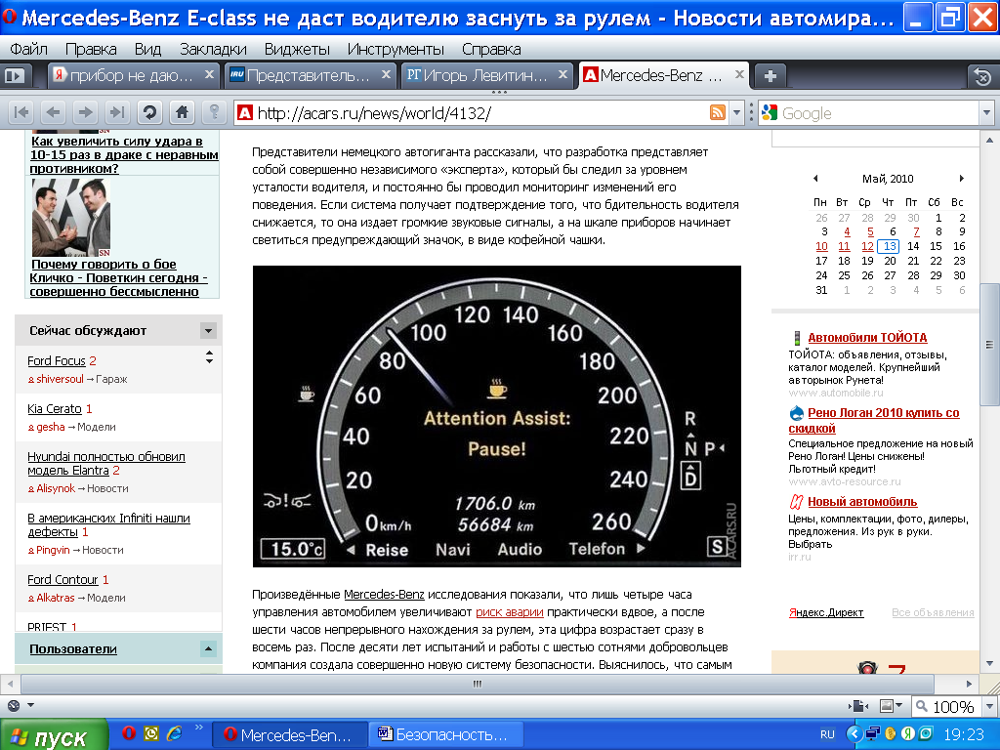 Mercedes-Benz E-class не даст водителю заснуть за рулем - Новости автомира...
Файл Правка Вид Закладки Виджеты Инструменты Справка
прибор не даю... Представитель... Игорь Левитин... Mercedes-Benz ...
http://acars.ru/news/world/4132/
Google
Как увеличить силу удара в
10-15 раз в драке с неравным
противником?
Почему говорить о бое
Кличко - Поветкин сегодня -
совершенно бессмысленно
Сейчас обсуждают
Ford Focus 2
shiversoul → Гараж
Kia Cerato 1
gesha → Модели
Hyundai полностью обновил
модель Elantra 2
Alisynok → Новости
В американских Infiniti нашли
дефекты 1
Pingvin → Новости
Ford Contour 1
Alkatras → Модели
PRIEST 1
Пользователи
Представители немецкого автогиганта рассказали, что разработка представляет
собой совершенно независимого «эксперта», который бы следил за уровнем
усталости водителя, и постоянно бы проводил мониторинг изменений его
поведения. Если система получает подтверждение того, что бдительность водителя
снижается, то она издает громкие звуковые сигналы, а на шкале приборов начинает
светиться предупреждающий значок, в виде кофейной чашки.
0 km/h
20
40
60
80
100
120
140
160
180
200
220
240
260
Attention Assist:
Pause!
1706.0 km
56684 km
R
N P
D
15.0°C
Reise Navi Audio Telefon
S
ACARS.RU
Произведённые Mercedes-Benz исследования показали, что лишь четыре часа
управления автомобилем увеличивают риск аварии практически вдвое, а после
шести часов непрерывного нахождения за рулем, эта цифра возрастает сразу в
восемь раз. После десяти лет испытаний и работы с шестью сотнями добровольцев
компания создала совершенно новую систему безопасности. Выяснилось, что самым
Май, 2010
Пн Вт Ср Чт Пт Сб Вс
26 27 28 29 30 1 2
3 4 5 6 7 8 9
10 11 12 13 14 15 16
17 18 19 20 21 22 23
24 25 26 27 28 29 30
31 1 2 3 4 5 6
Автомобили ТОЙОТА
ТОЙОТА: объявления, отзывы,
каталог моделей. Крупнейший
авторынок Рунета!
www.automobile.ru
Рено Логан 2010 купить со
скидкой
Специальное предложение на новый
Рено Логан! Цены снижены!
Льготный кредит!
www.avto-resource.ru
Новый автомобиль
Цены, комплектации, фото, дилеры,
предложения. Из рук в руки.
Выбрать
irr.ru
Яндекс.Директ Все объявления
100%
пуск
Mercedes-Ben...
Безопасность...
RU
19:23